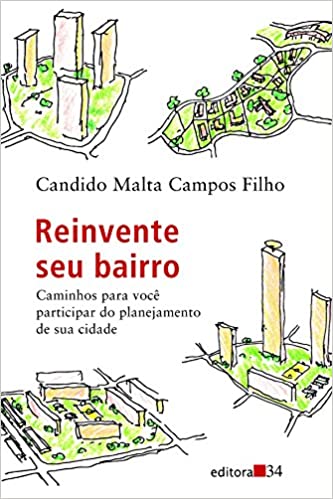 Candido Malta Campos Filho
Reinvente
seu bairro
Caminhos para você
participar do planejamento
de sua cidade
editora 34